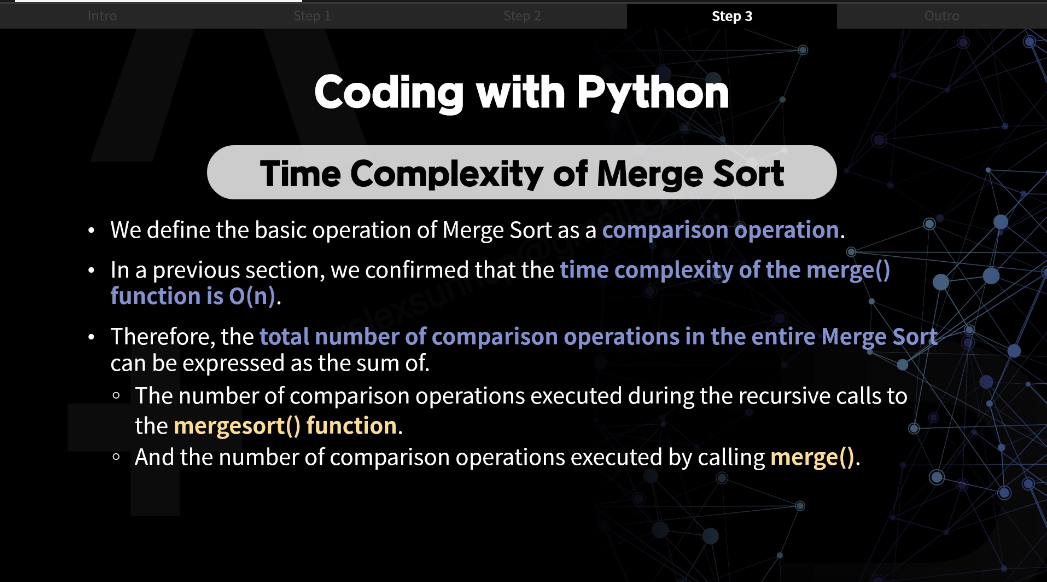 Intro
Step 1
Step 2
Step 3
Outro
Coding with Python
Time Complexity of Merge Sort
• We define the basic operation of Merge Sort as a comparison operation.
• In a previous section, we confirmed that the time complexity of the merge()
function is O(n).
• Therefore, the total number of comparison operations in the entire Merge Sort
can be expressed as the sum of.
◦ The number of comparison operations executed during the recursive calls to
the mergesort() function.
◦ And the number of comparison operations executed by calling merge().